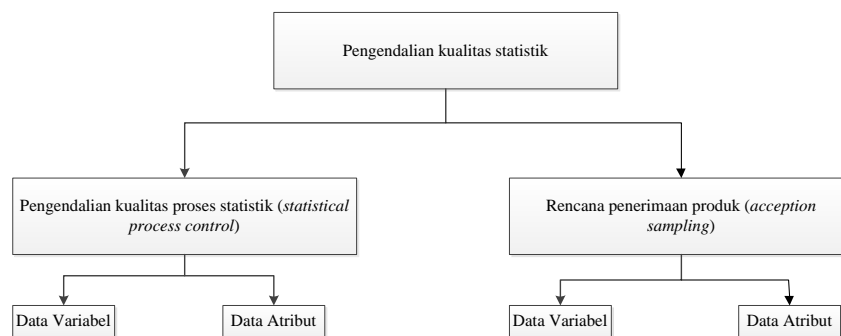 Pengendalian kualitas statistik
Pengendalian kualitas proses statistik (statistical
process control)
Rencana penerimaan produk (acception
sampling)
Data Variabel
Data Atribut
Data Variabel
Data Atribut